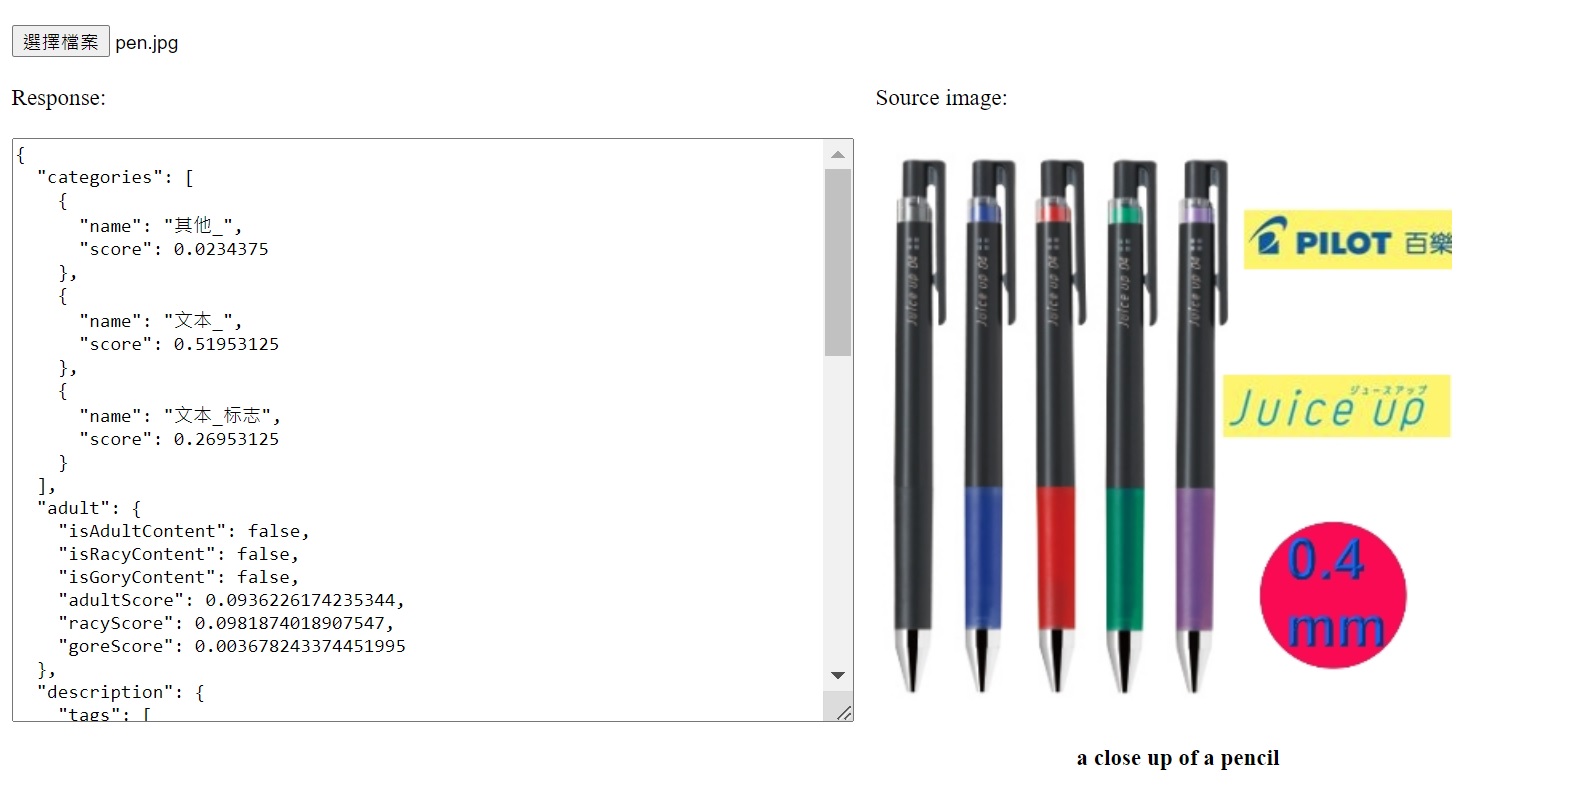 選擇檔案 pen.jpg
Response:
{
  "categories": [
    {
      "name": "其他_",
      "score": 0.0234375
    },
    {
      "name": "文本_",
      "score": 0.51953125
    },
    {
      "name": "文本_标志",
      "score": 0.26953125
    }
  ],
  "adult": {
    "isAdultContent": false,
    "isRacyContent": false,
    "isGoryContent": false,
    "adultScore": 0.0936226174235344,
    "racyScore": 0.0981874018907547,
    "goreScore": 0.003678243374451995
  },
  "description": {
    "tags": [
Source image:
Juice up 04
Juice up 04
Juice up 04
Juice up 04
Juice up 04
PILOT 百樂
ジュースアップ
Juice up
0.4
mm
a close up of a pencil